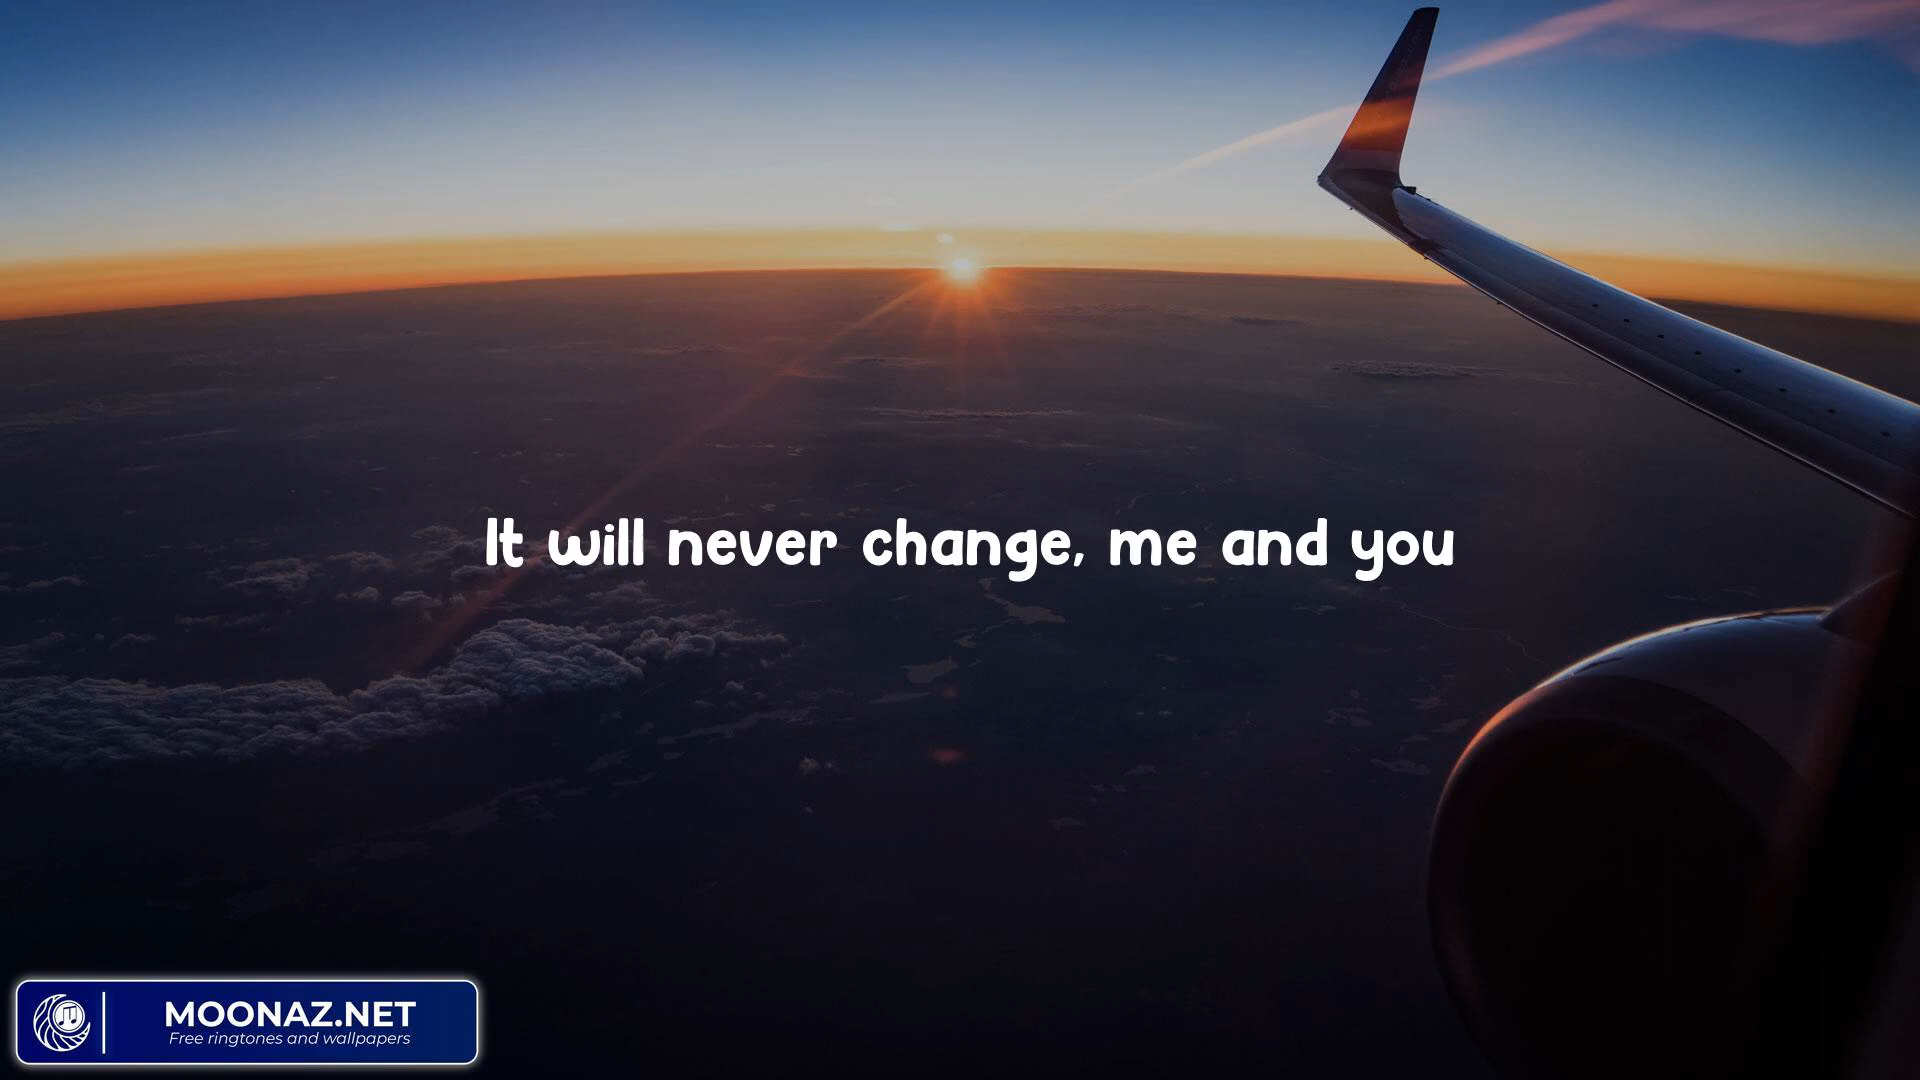 It will never change, me and you
MOONAZ.NET
Free ringtones and wallpapers